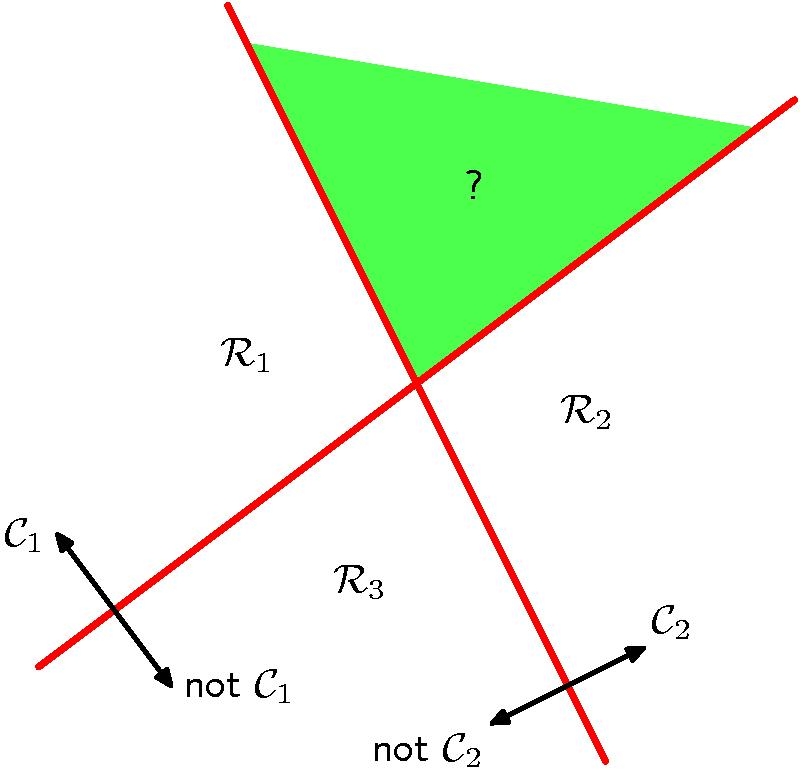 ?
R₁
R₂
C₁
R₃
C₂
not C₁
not C₂